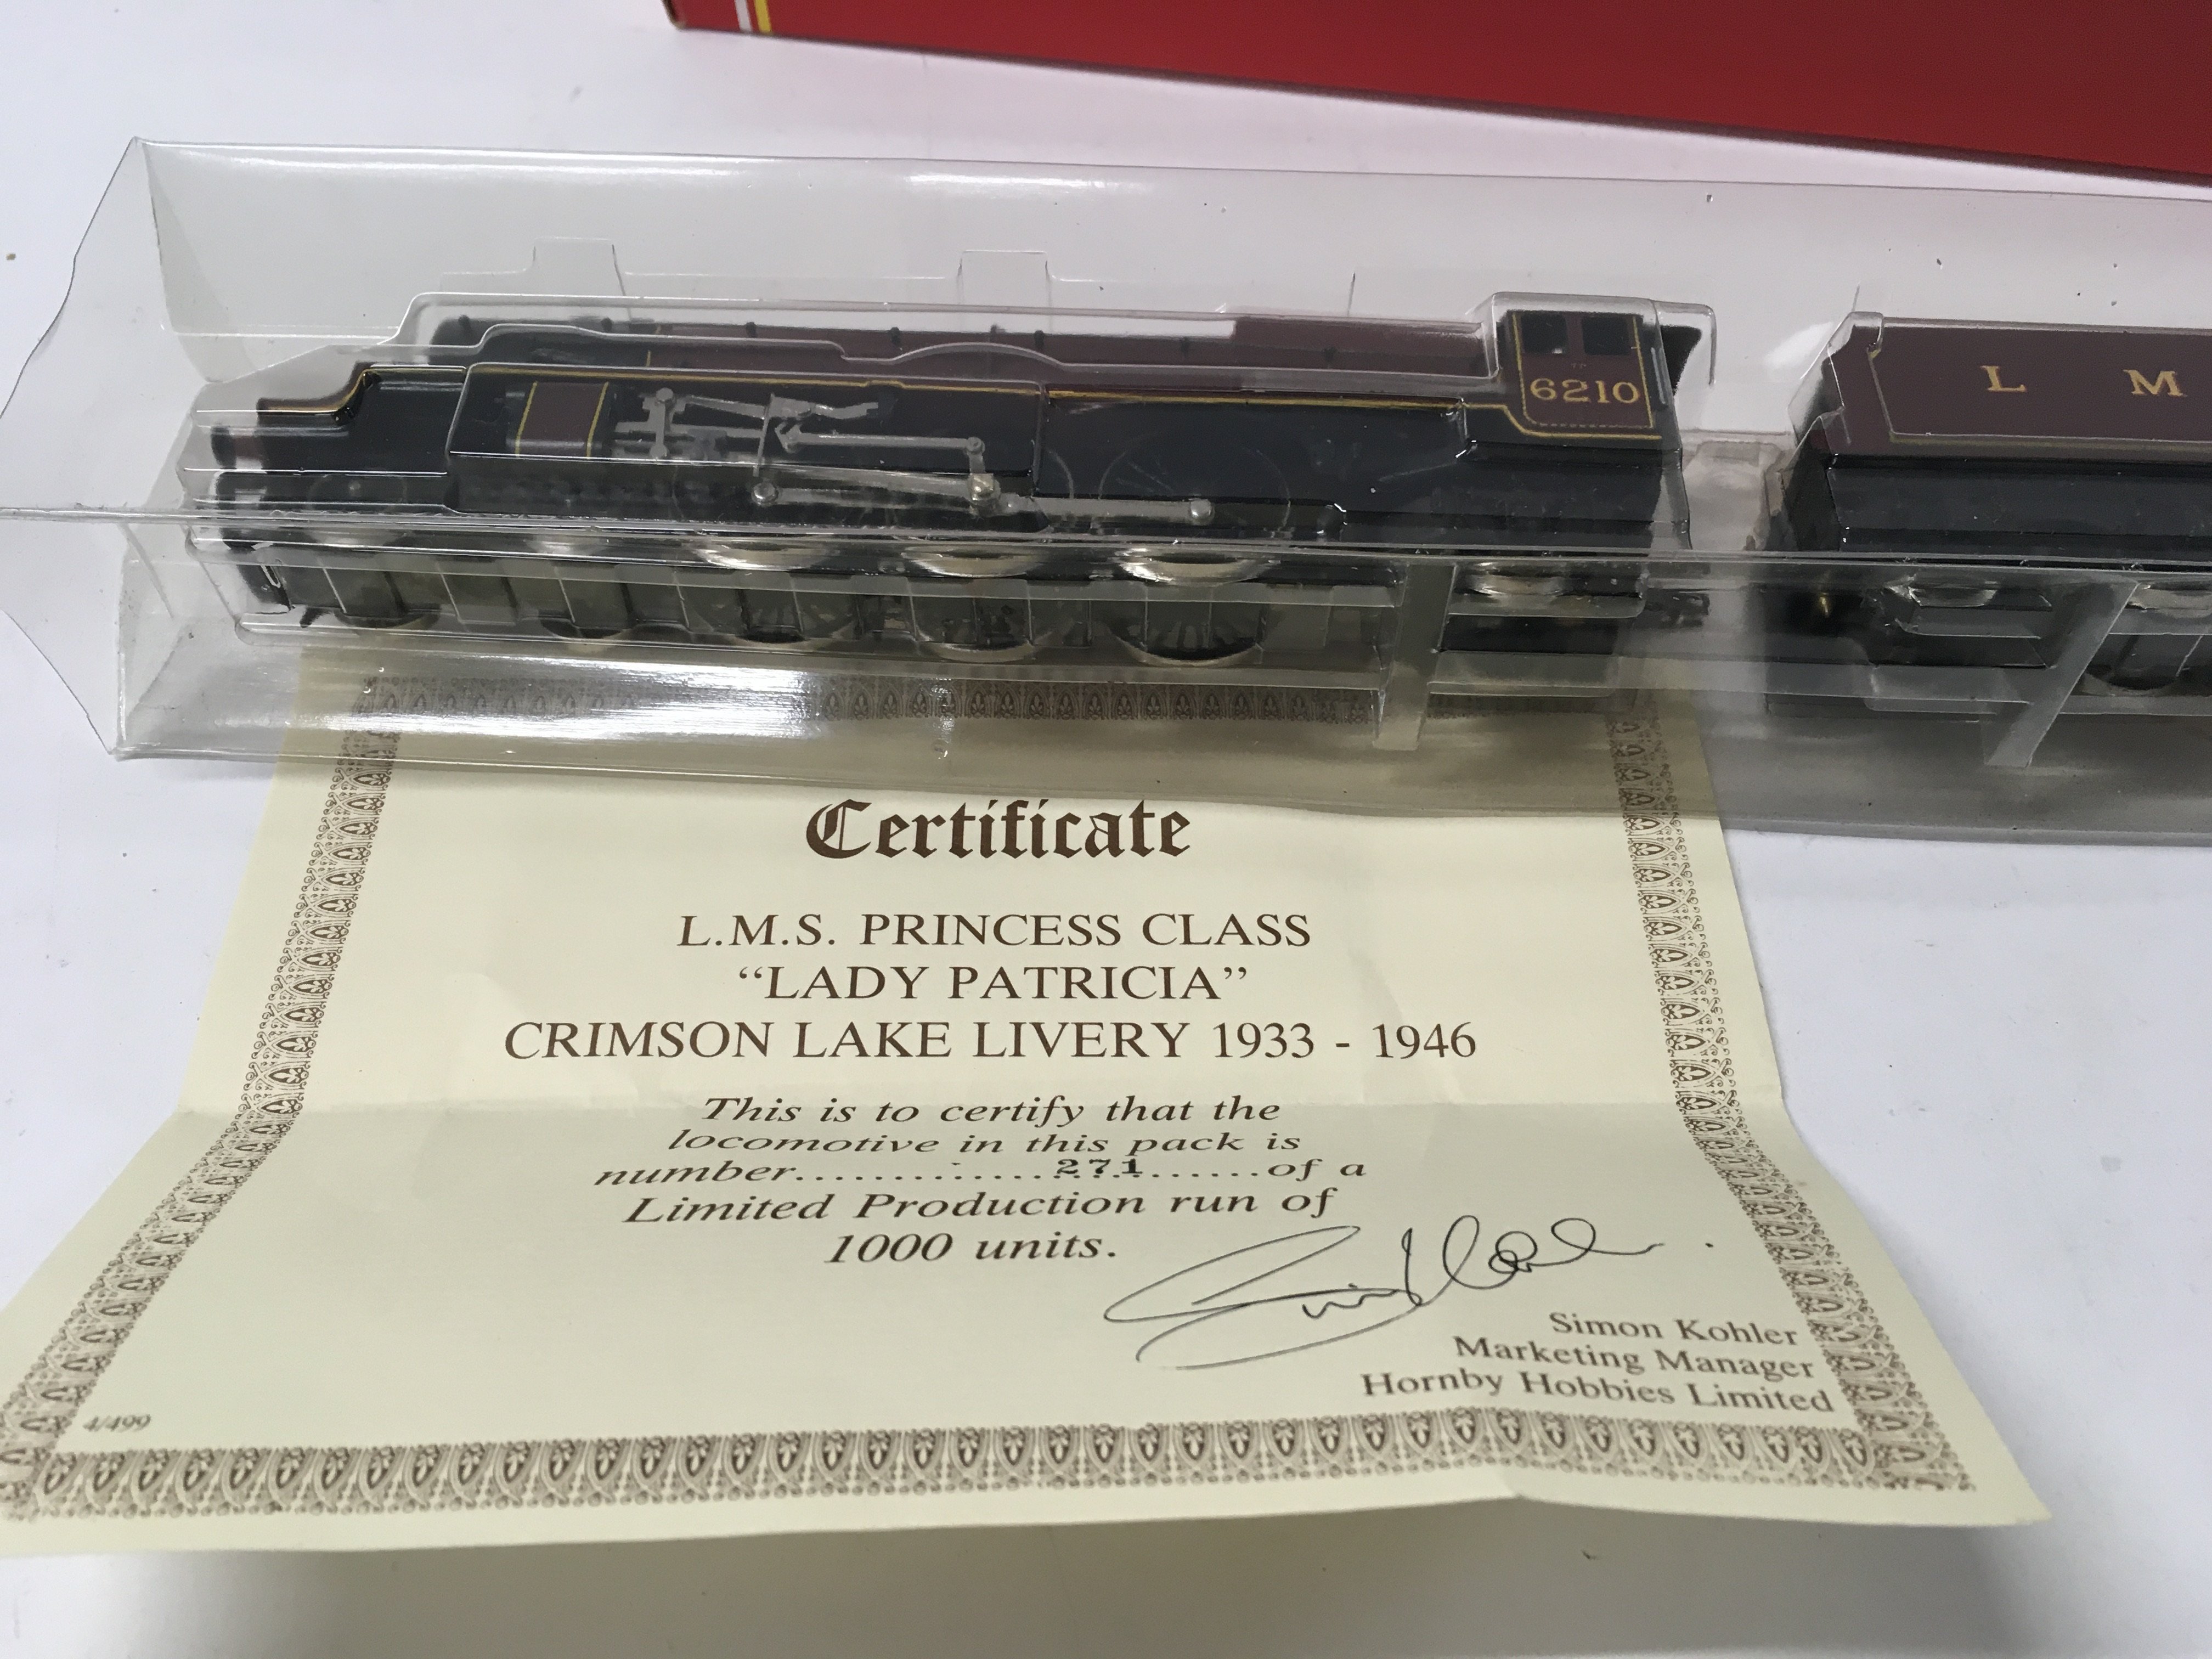 6210
L M
Certificate
L.M.S. PRINCESS CLASS
“LADY PATRICIA”
CRIMSON LAKE LIVERY 1933 - 1946
This is to certify that the
locomotive in this pack is
number....................271.......of a
Limited Production run of
1000 units.
Simon Kohler
Marketing Manager
Hornby Hobbies Limited
4/499